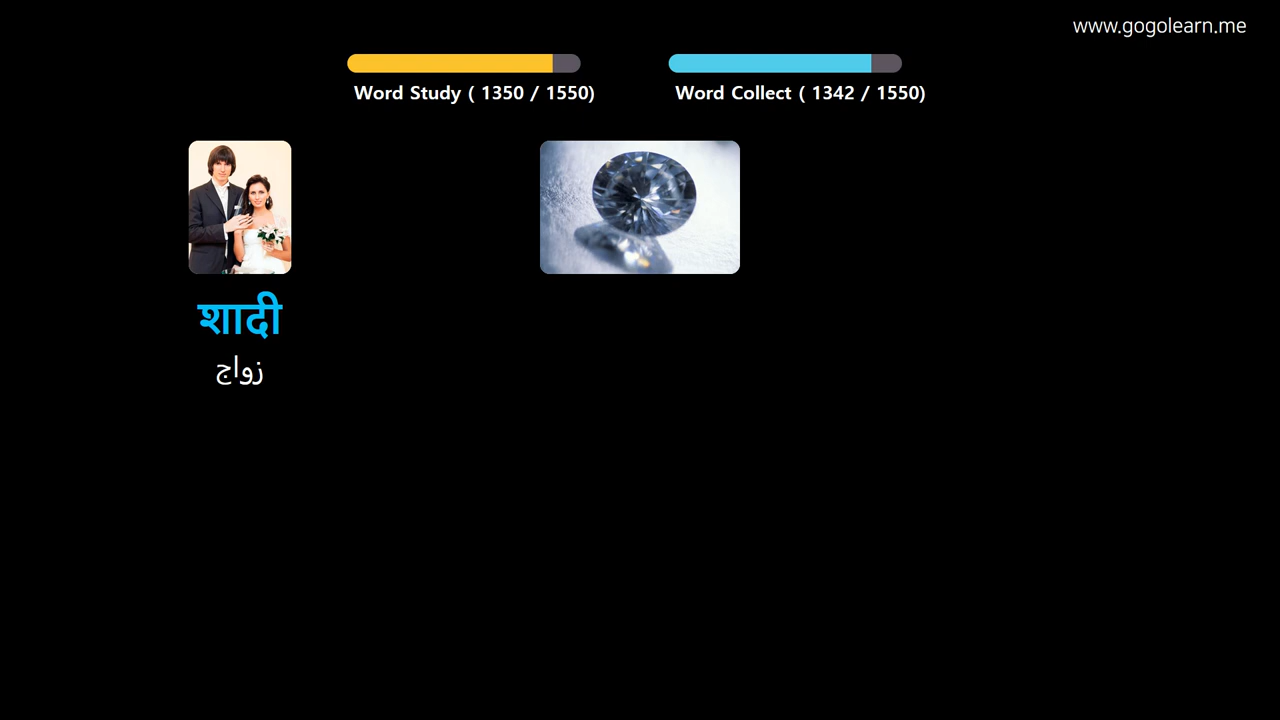 www.gogolearn.me
Word Study ( 1350 / 1550)
Word Collect ( 1342 / 1550)
शादी
زواج